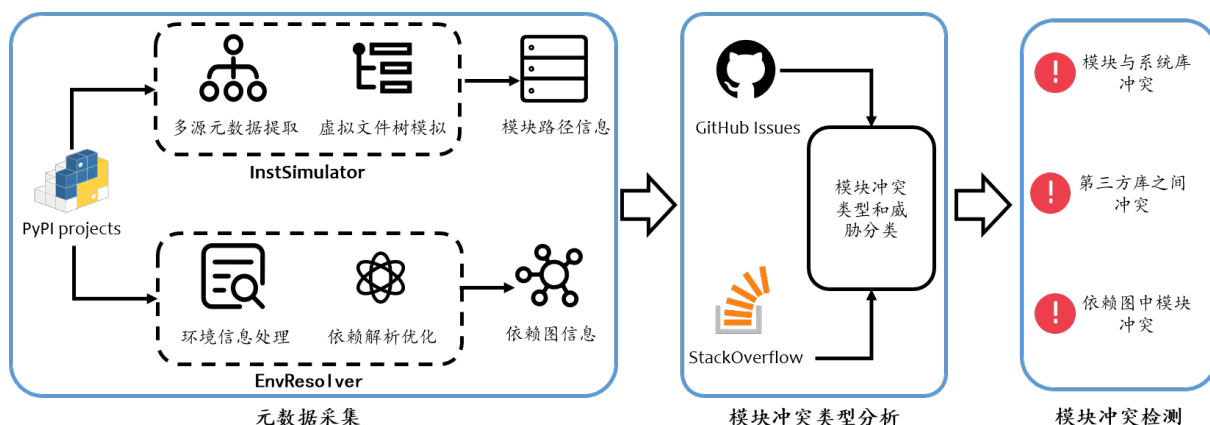 多源元数据提取
虚拟文件树模拟
模块路径信息
InstSimulator
PyPI projects
环境信息处理
依赖解析优化
依赖图信息
EnvResolver
元数据采集
GitHub Issues
模块冲突
类型和威
胁分类
StackOverflow
模块冲突类型分析
模块与系统库
冲突
第三方库之间
冲突
依赖图中模块
冲突
模块冲突检测